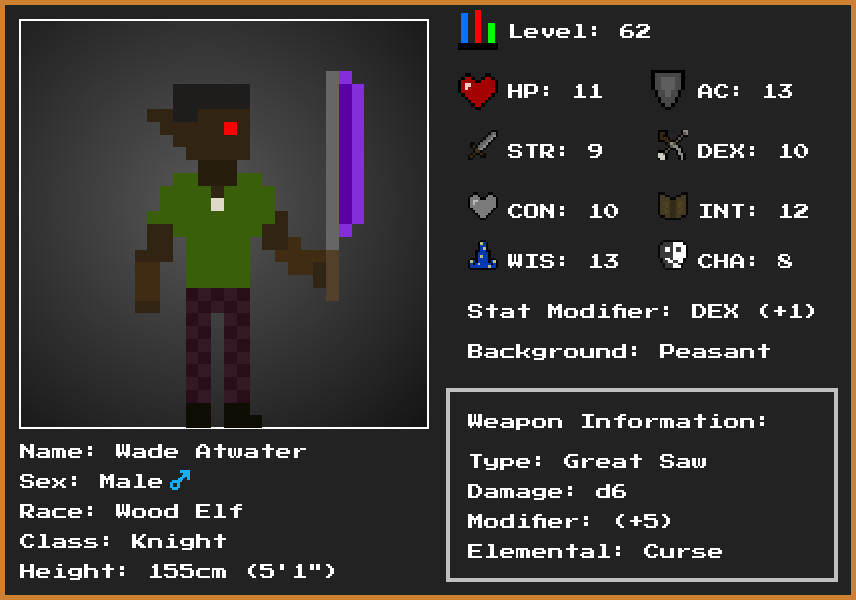 Level: 62
HP: 11
AC: 13
STR: 9
DEX: 10
CON: 10
INT: 12
WIS: 13
CHA: 8
Stat Modifier: DEX (+1)
Background: Peasant
Weapon Information:
Type: Great Saw
Damage: d6
Modifier: (+5)
Elemental: Curse
Name: Wade Atwater
Sex: Male ♂
Race: Wood Elf
Class: Knight
Height: 155cm (5'1")